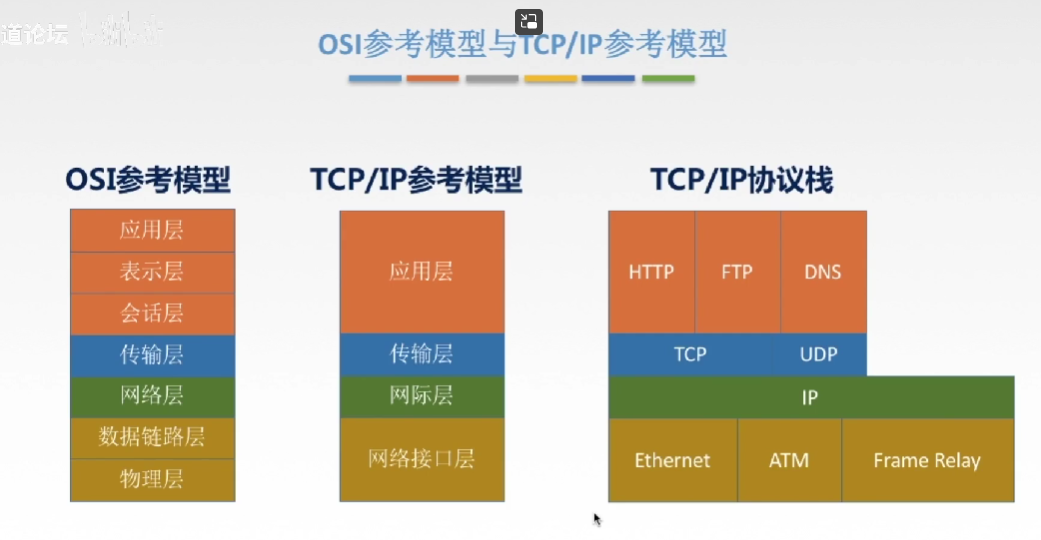 道论坛
OSI参考模型与TCP/IP参考模型
OSI参考模型
应用层
表示层
会话层
传输层
网络层
数据链路层
物理层
TCP/IP参考模型
应用层
传输层
网际层
网络接口层
TCP/IP协议栈
HTTP FTP DNS
TCP UDP
IP
Ethernet ATM Frame Relay